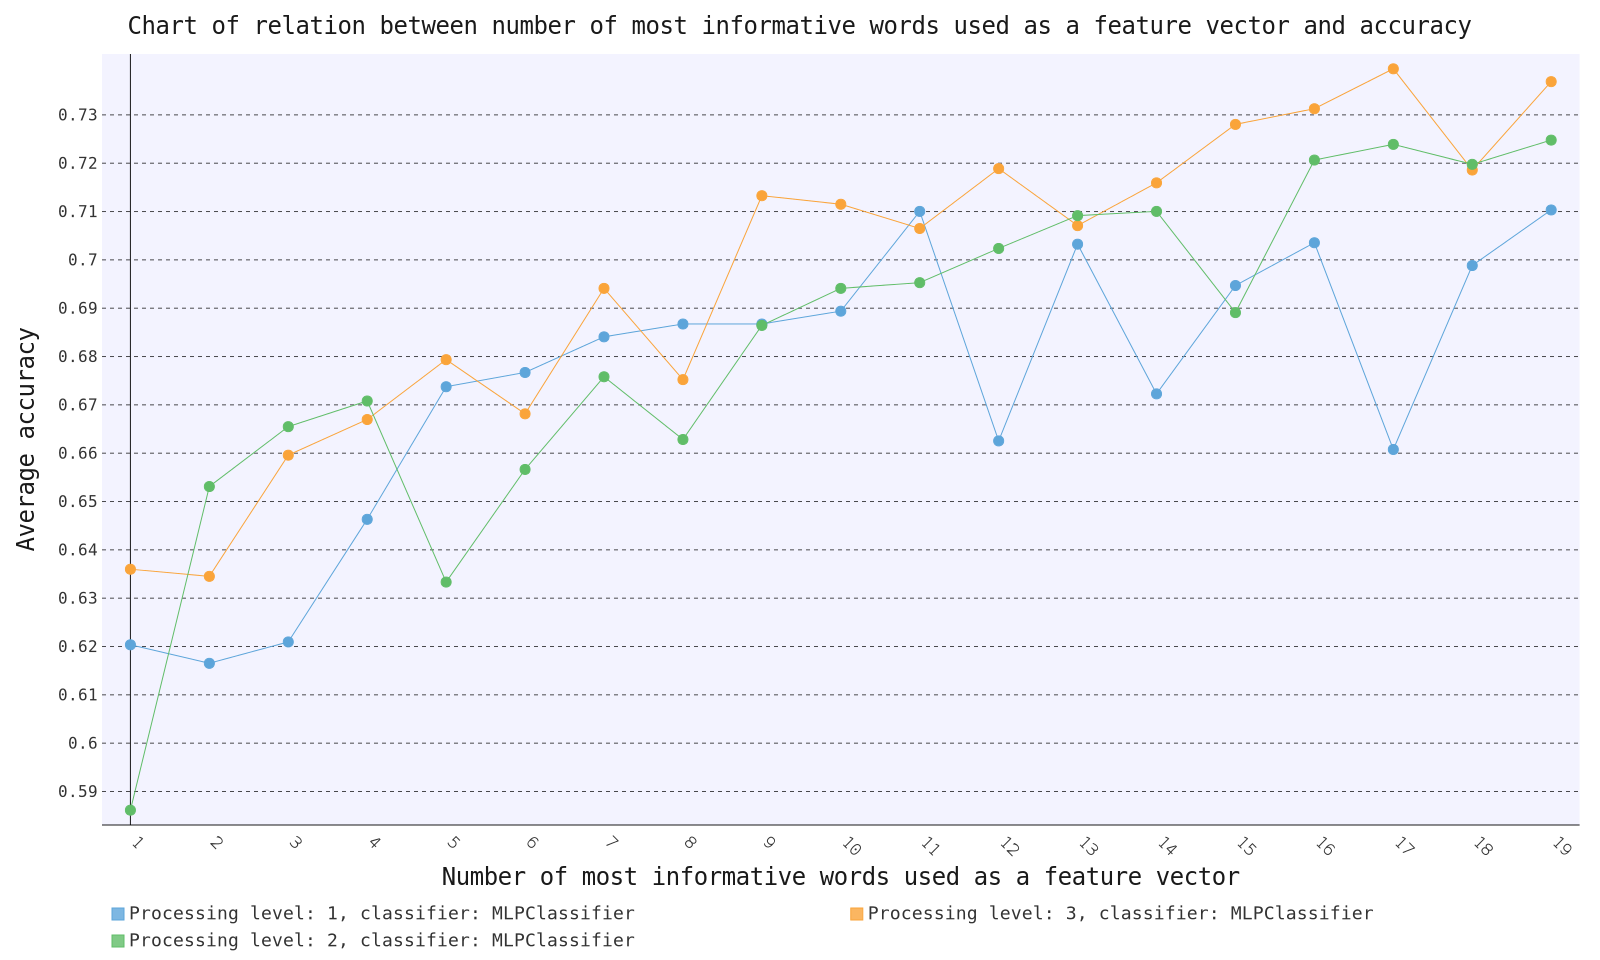 Chart of relation between number of most informative words used as a feature vector and accuracy
Average accuracy
0.73
0.72
0.71
0.7
0.69
0.68
0.67
0.66
0.65
0.64
0.63
0.62
0.61
0.6
0.59
1 2 3 4 5 6 7 8 9 10 11 12 13 14 15 16 17 18 19
Number of most informative words used as a feature vector
Processing level: 1, classifier: MLPClassifier
Processing level: 3, classifier: MLPClassifier
Processing level: 2, classifier: MLPClassifier